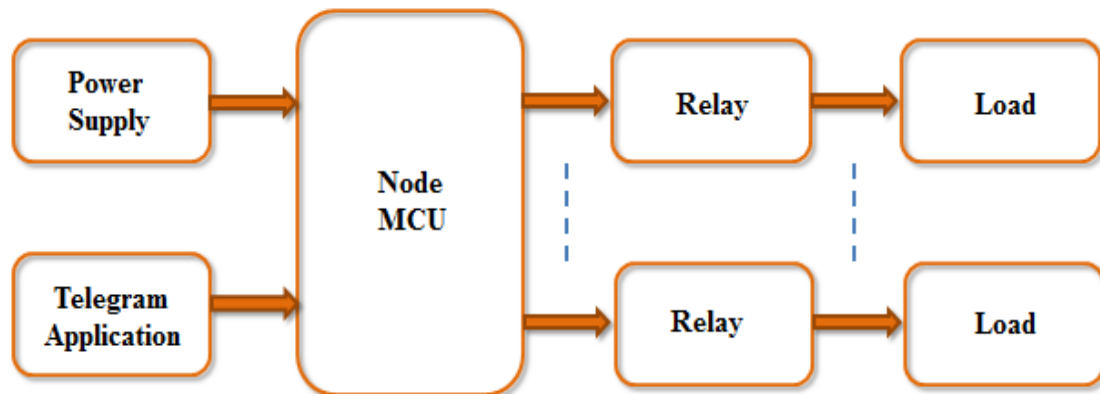 Power
Supply
Node
MCU
Relay
Load
Telegram
Application
Relay
Load